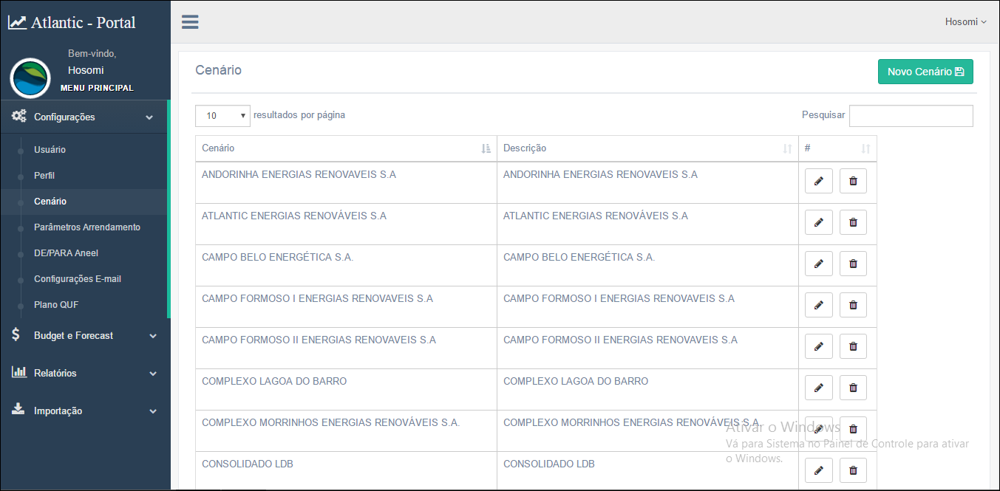 Atlantic - Portal
Hosomi
Bem-vindo,
Hosomi
MENU PRINCIPAL
Configurações
Usuário
Perfil
Cenário
Parâmetros Arrendamento
DE/PARA Aneel
Configurações E-mail
Plano QUF
Budget e Forecast
Relatórios
Importação
Cenário
Novo Cenário
10 resultados por página
Pesquisar
Cenário Descrição #
ANDORINHA ENERGIAS RENOVAVEIS S.A ANDORINHA ENERGIAS RENOVAVEIS S.A
ATLANTIC ENERGIAS RENOVÁVEIS S.A ATLANTIC ENERGIAS RENOVÁVEIS S.A
CAMPO BELO ENERGÉTICA S.A. CAMPO BELO ENERGÉTICA S.A.
CAMPO FORMOSO I ENERGIAS RENOVAVEIS S.A CAMPO FORMOSO I ENERGIAS RENOVAVEIS S.A
CAMPO FORMOSO II ENERGIAS RENOVAVEIS S.A CAMPO FORMOSO II ENERGIAS RENOVAVEIS S.A
COMPLEXO LAGOA DO BARRO COMPLEXO LAGOA DO BARRO
COMPLEXO MORRINHOS ENERGIAS RENOVÁVEIS S.A. COMPLEXO MORRINHOS ENERGIAS RENOVÁVEIS S.A.
CONSOLIDADO LDB CONSOLIDADO LDB
Ativar o Windows
Vá para Sistema no Painel de Controle para ativar
o Windows.